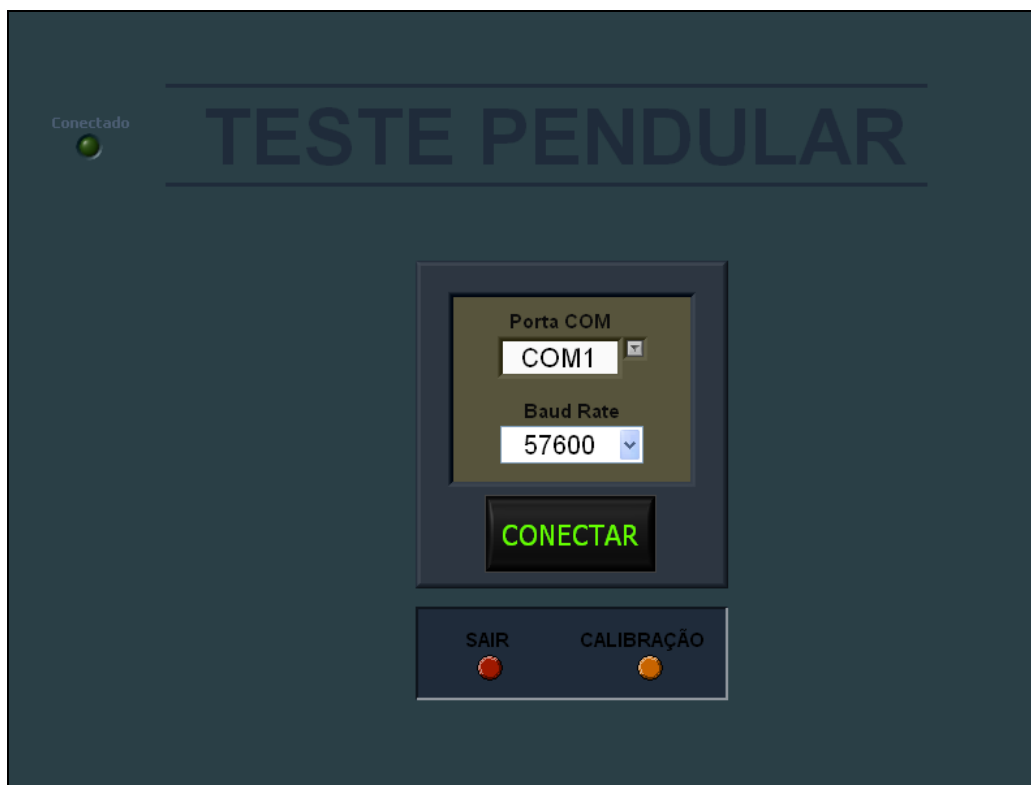 Conectado
TESTE PENDULAR
Porta COM
COM1
Baud Rate
57600
CONECTAR
SAIR CALIBRAÇÃO